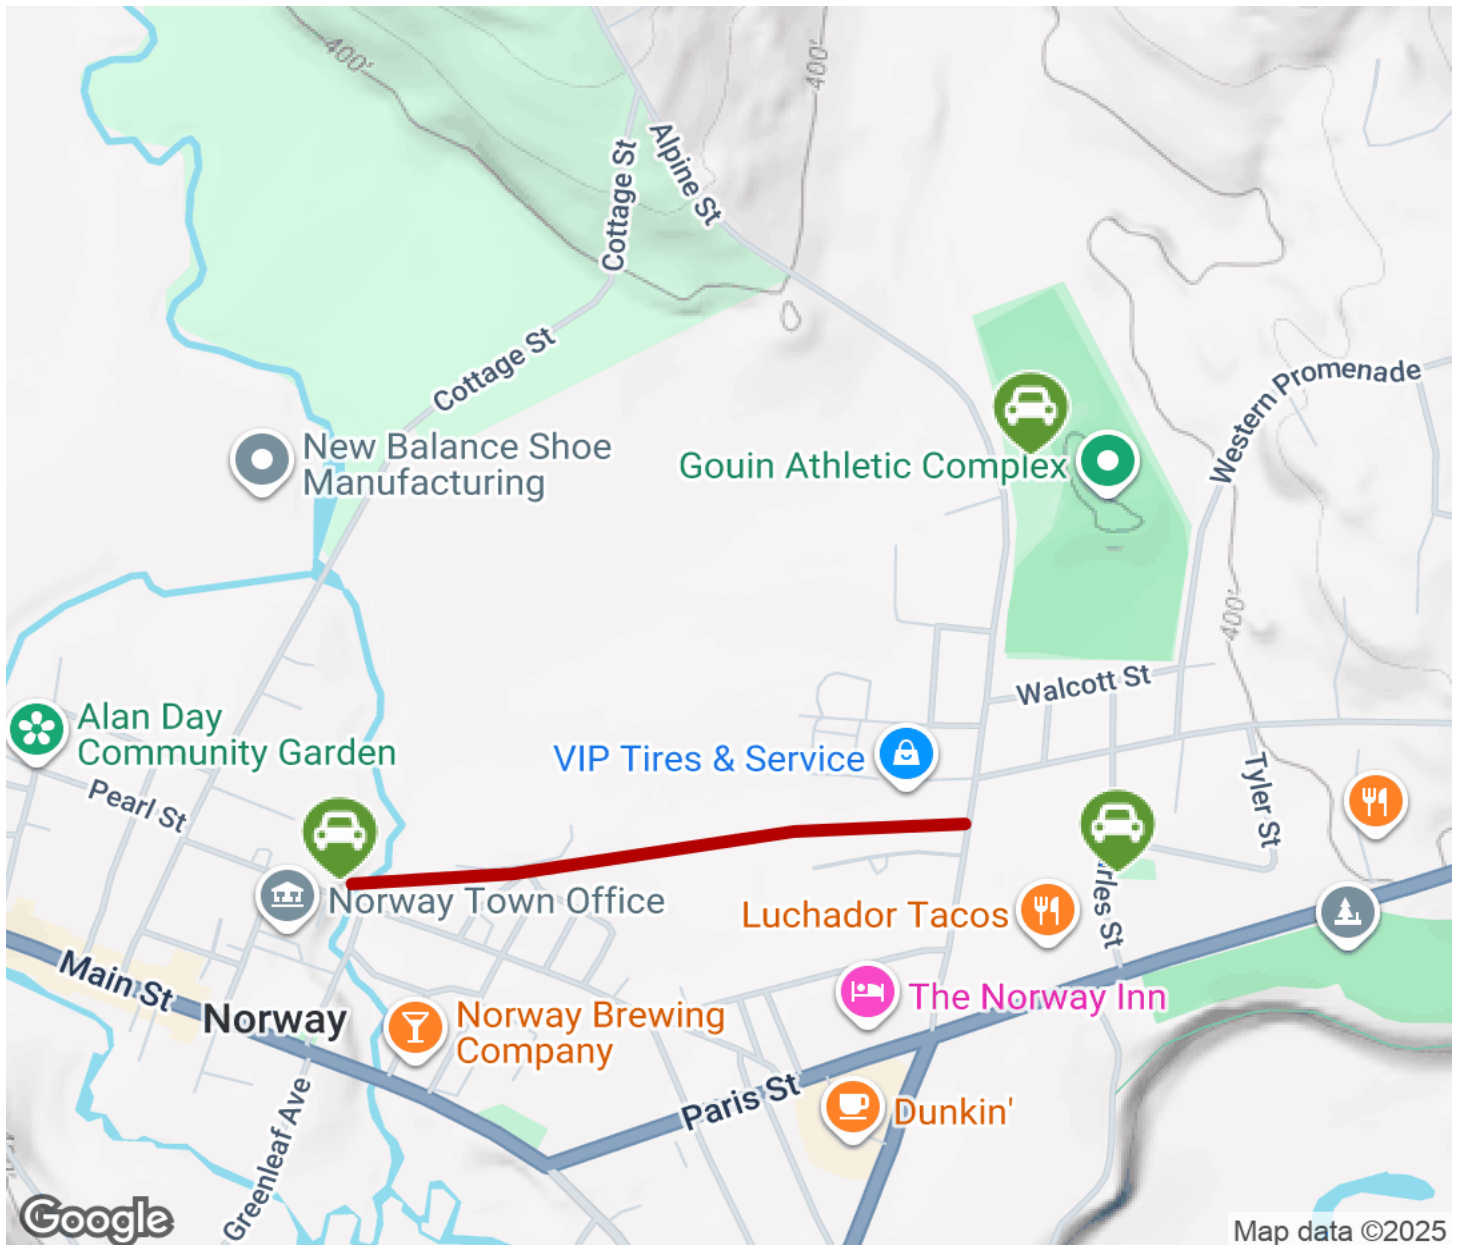 400'
400'
Alpine St
Cottage St
Cottage St
Western Promenade
New Balance Shoe
Manufacturing
Gouin Athletic Complex
400'
Walcott St
Alan Day
Community Garden
VIP Tires & Service
Pearl St
Tyler St
Norway Town Office
Luchador Tacos
rles St
Main St
Norway
The Norway Inn
Norway Brewing
Company
Paris St
Dunkin'
Greenleaf Ave
Google
Map data ©2025